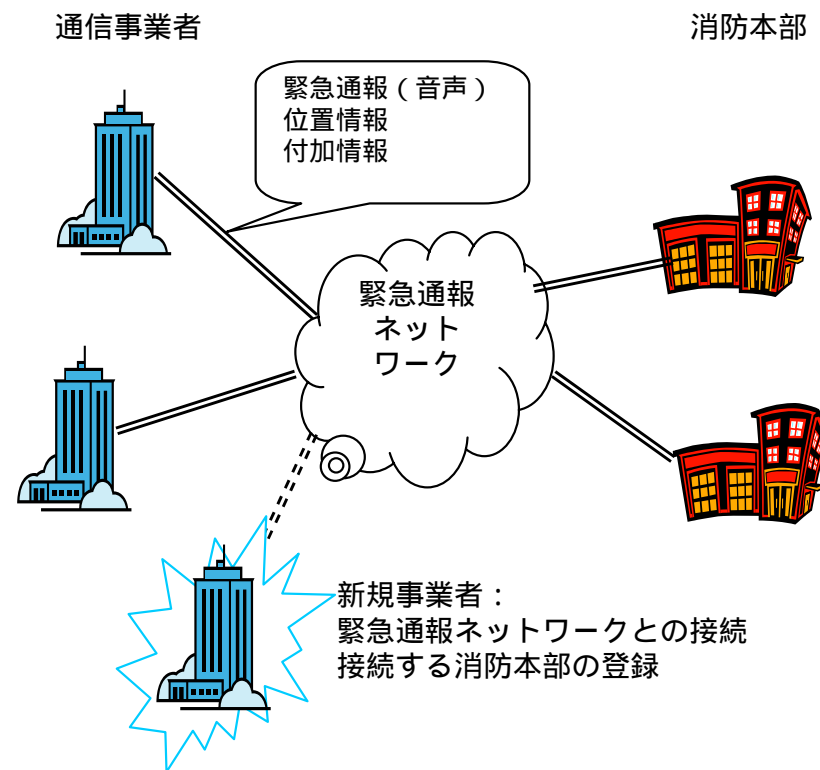 通信事業者
消防本部
緊急通報（音声）
位置情報
付加情報
緊急通報
ネット
ワーク
新規事業者：
緊急通報ネットワークとの接続
接続する消防本部の登録